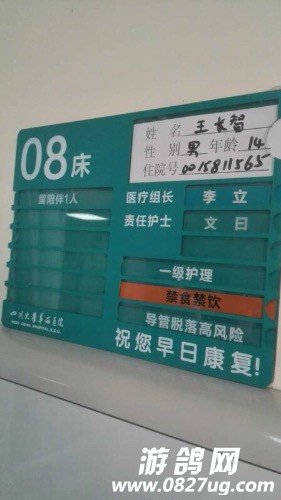 姓 名 王长智
性 别 男 年龄 14
住院号 0015811565
08床
留陪伴1人
医疗组长 李 立
责任护士 文 曰
一级护理
禁食禁饮
导管脱落高风险
祝您早日康复!
游鸽网
www.0827ug.com